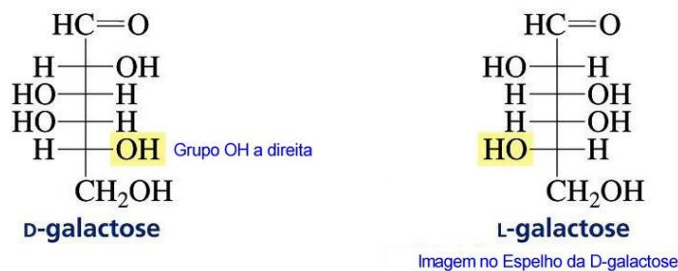 HC=O
H OH
HO H
HO H
H OH Grupo OH a direita
CH₂OH
D-galactose
HC=O
HO H
H OH
H OH
HO H
CH₂OH
L-galactose
Imagem no Espelho da D-galactose